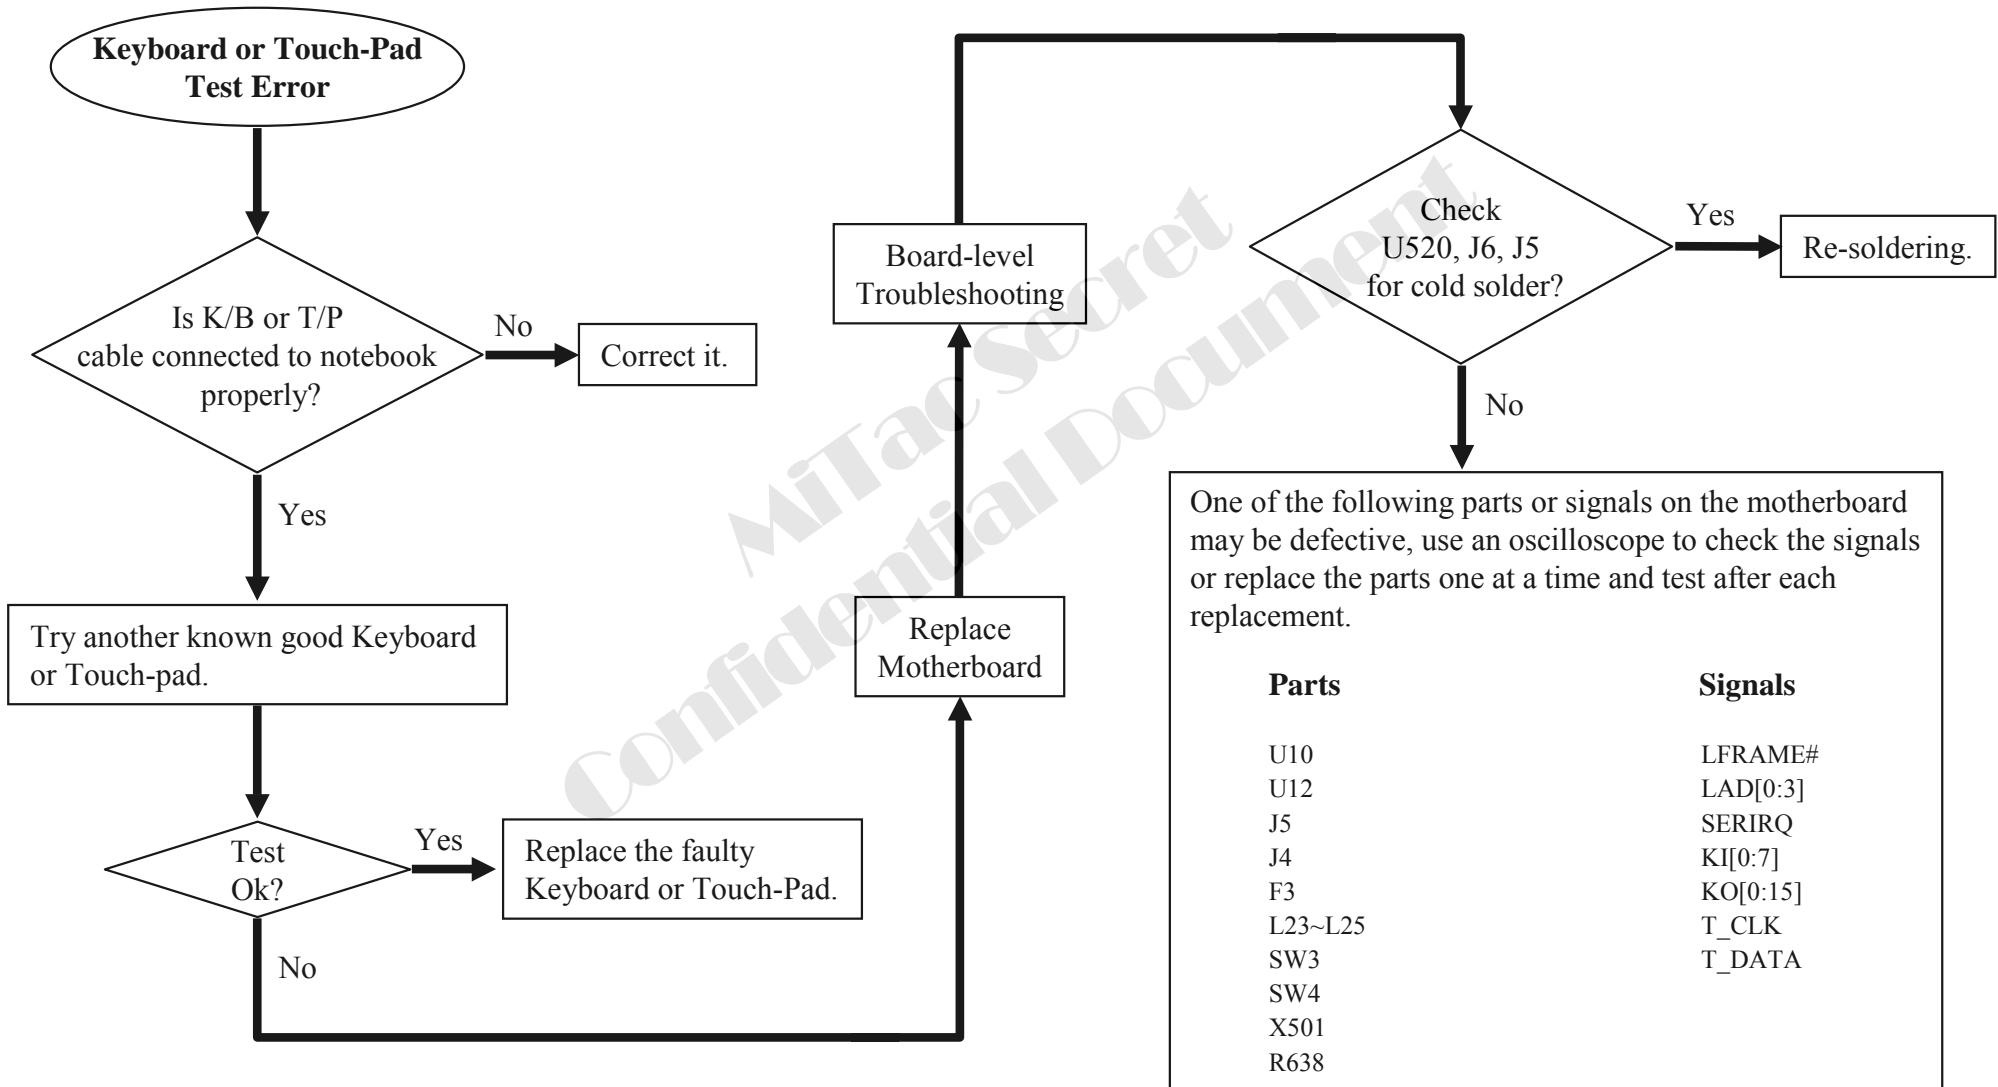 Keyboard or Touch-Pad
Test Error
Is K/B or T/P
cable connected to notebook
properly?
No
Correct it.
Yes
Try another known good Keyboard
or Touch-pad.
Test
Ok?
Yes
Replace the faulty
Keyboard or Touch-Pad.
No
Replace
Motherboard
Board-level
Troubleshooting
Check
U520, J6, J5
for cold solder?
Yes
Re-soldering.
No
One of the following parts or signals on the motherboard
may be defective, use an oscilloscope to check the signals
or replace the parts one at a time and test after each
replacement.
Parts
Signals
U10
U12
J5
J4
F3
L23~L25
SW3
SW4
X501
R638
LFRAME#
LAD[0:3]
SERIRQ
KI[0:7]
KO[0:15]
T_CLK
T_DATA
MiTac Secret
Confidential Document